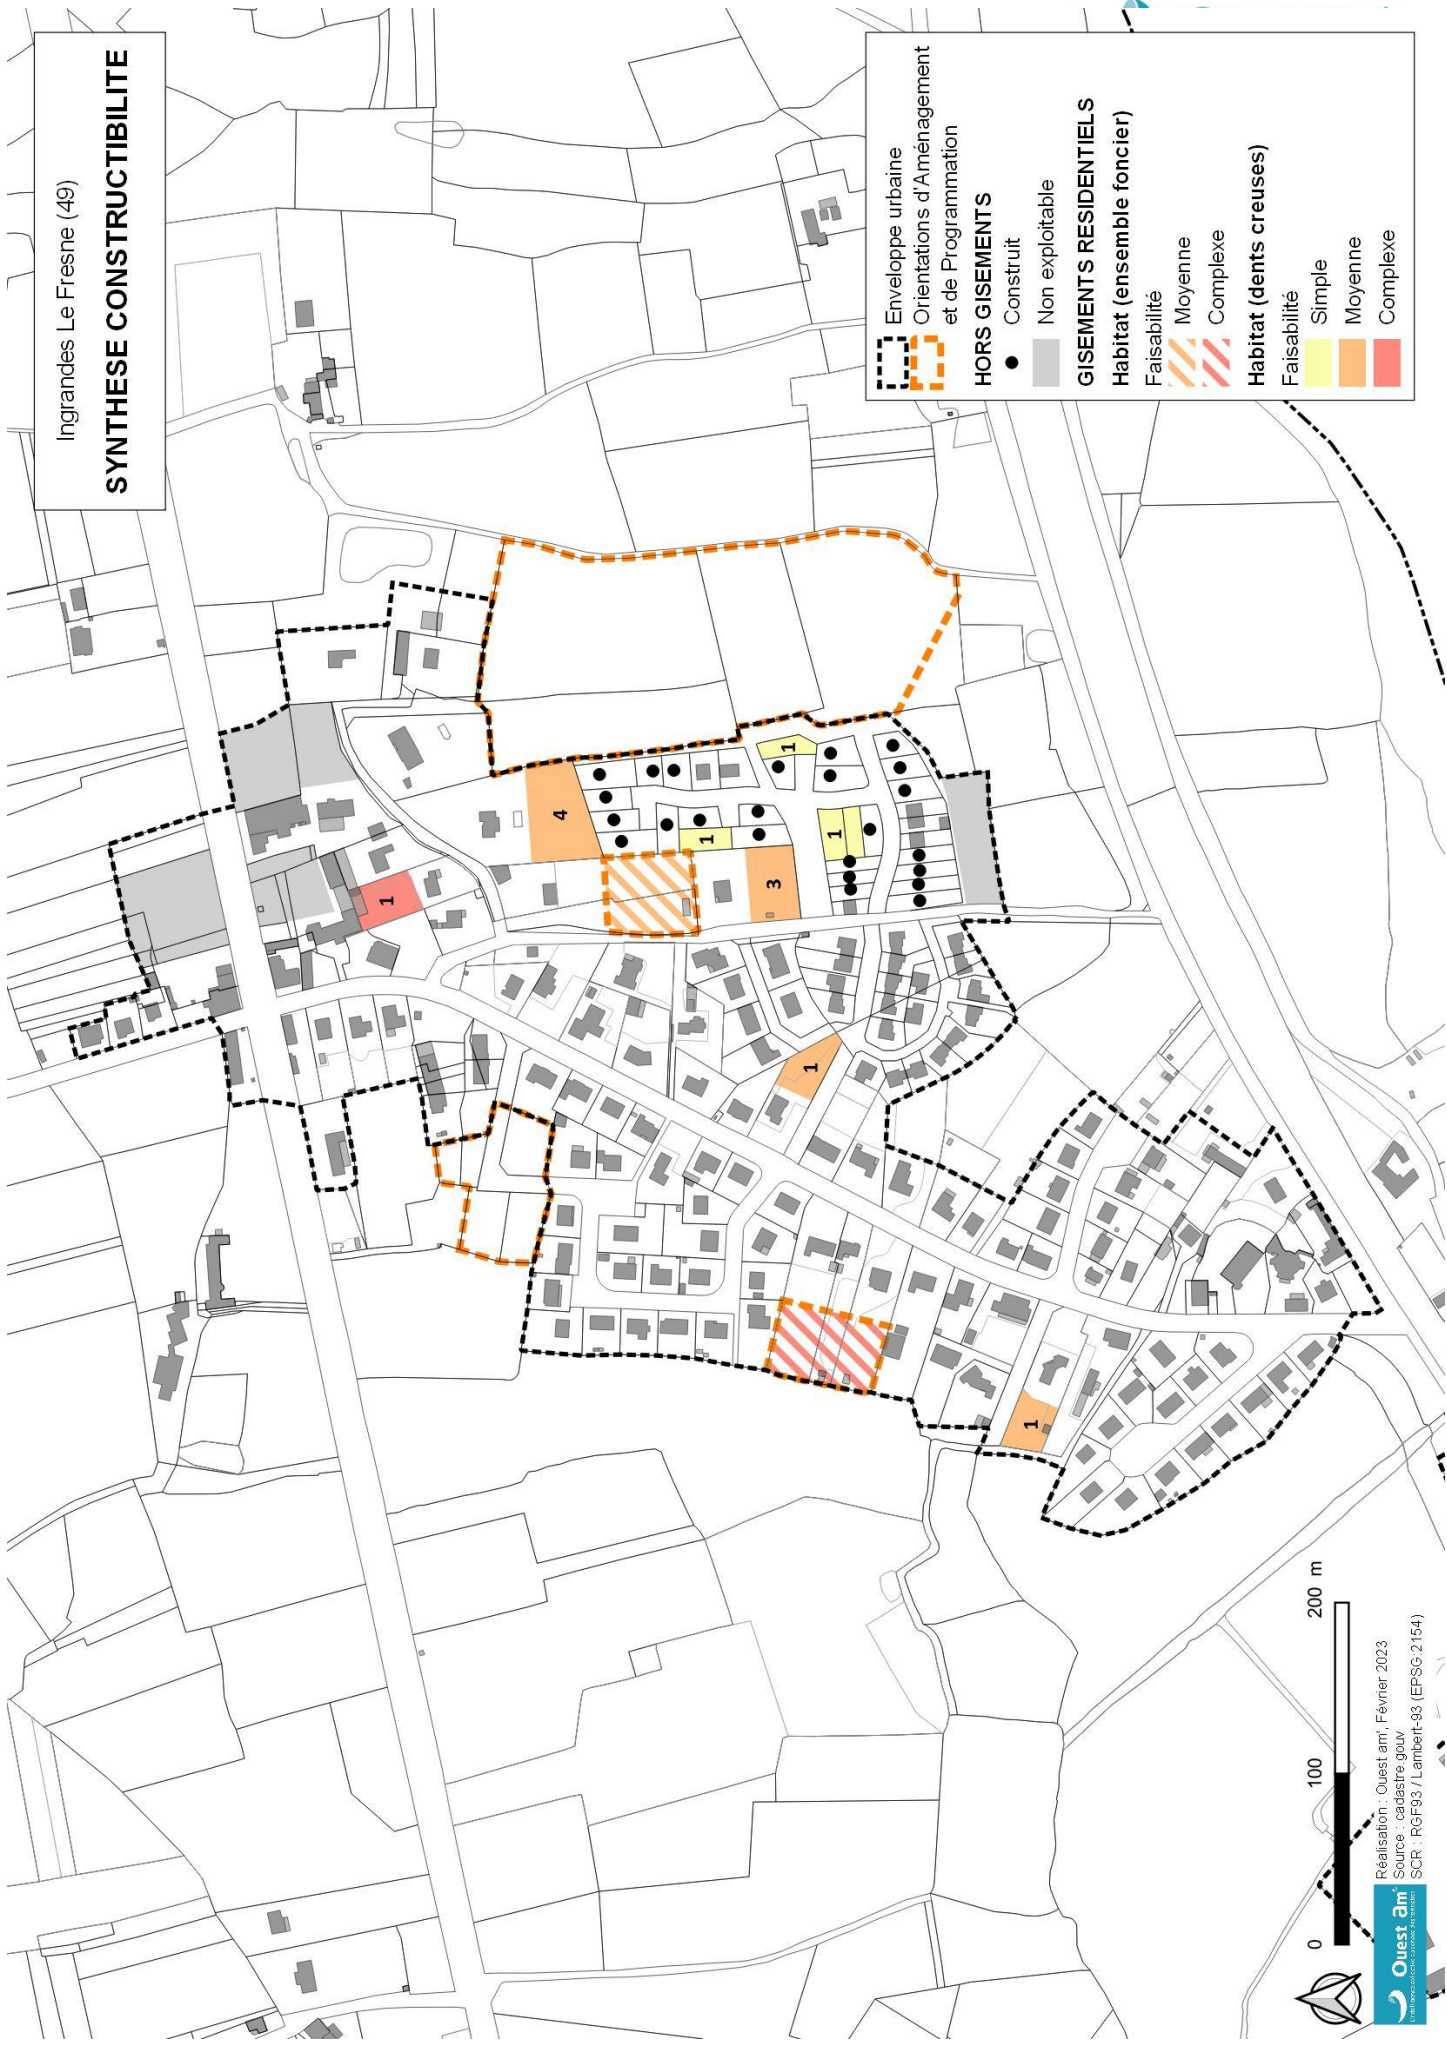 Ingrandes Le Fresne (49)
SYNTHESE CONSTRUCTIBILITE
Enveloppe urbaine
Orientations d'Aménagement
et de Programmation
HORS GISEMENTS
Construit
Non exploitable
GISEMENTS RESIDENTIELS
Habitat (ensemble foncier)
Faisabilité
Moyenne
Complexe
Habitat (dents creuses)
Faisabilité
Simple
Moyenne
Complexe
1
4
1
1
1
3
1
1
0 100 200 m
Ouest am'
Réalisation : Ouest am', Février 2023
Source : cadastre.gouv
SCR : RGF93 / Lambert-93 (EPSG:2154)